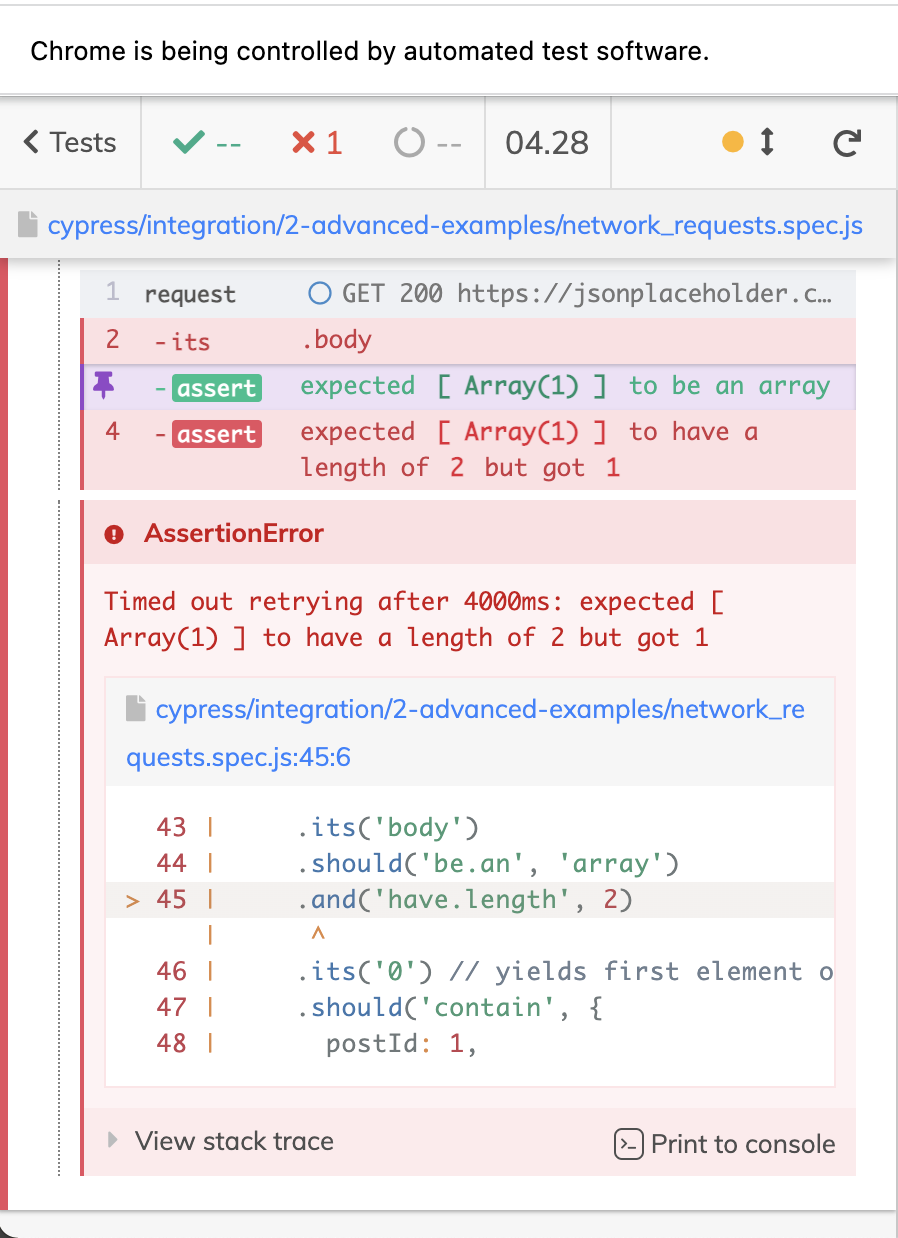 Chrome is being controlled by automated test software.
Tests -- 1 -- 04.28
cypress/integration/2-advanced-examples/network_requests.spec.js
1 request GET 200 https://jsonplaceholder.c…
2 -its .body
-assert expected [ Array(1) ] to be an array
4 -assert expected [ Array(1) ] to have a
length of 2 but got 1
AssertionError
Timed out retrying after 4000ms: expected [
Array(1) ] to have a length of 2 but got 1
cypress/integration/2-advanced-examples/network_re
quests.spec.js:45:6
43 | .its('body')
44 | .should('be.an', 'array')
> 45 | .and('have.length', 2)
| ^
46 | .its('0') // yields first element o
47 | .should('contain', {
48 | postId: 1,
View stack trace
Print to console